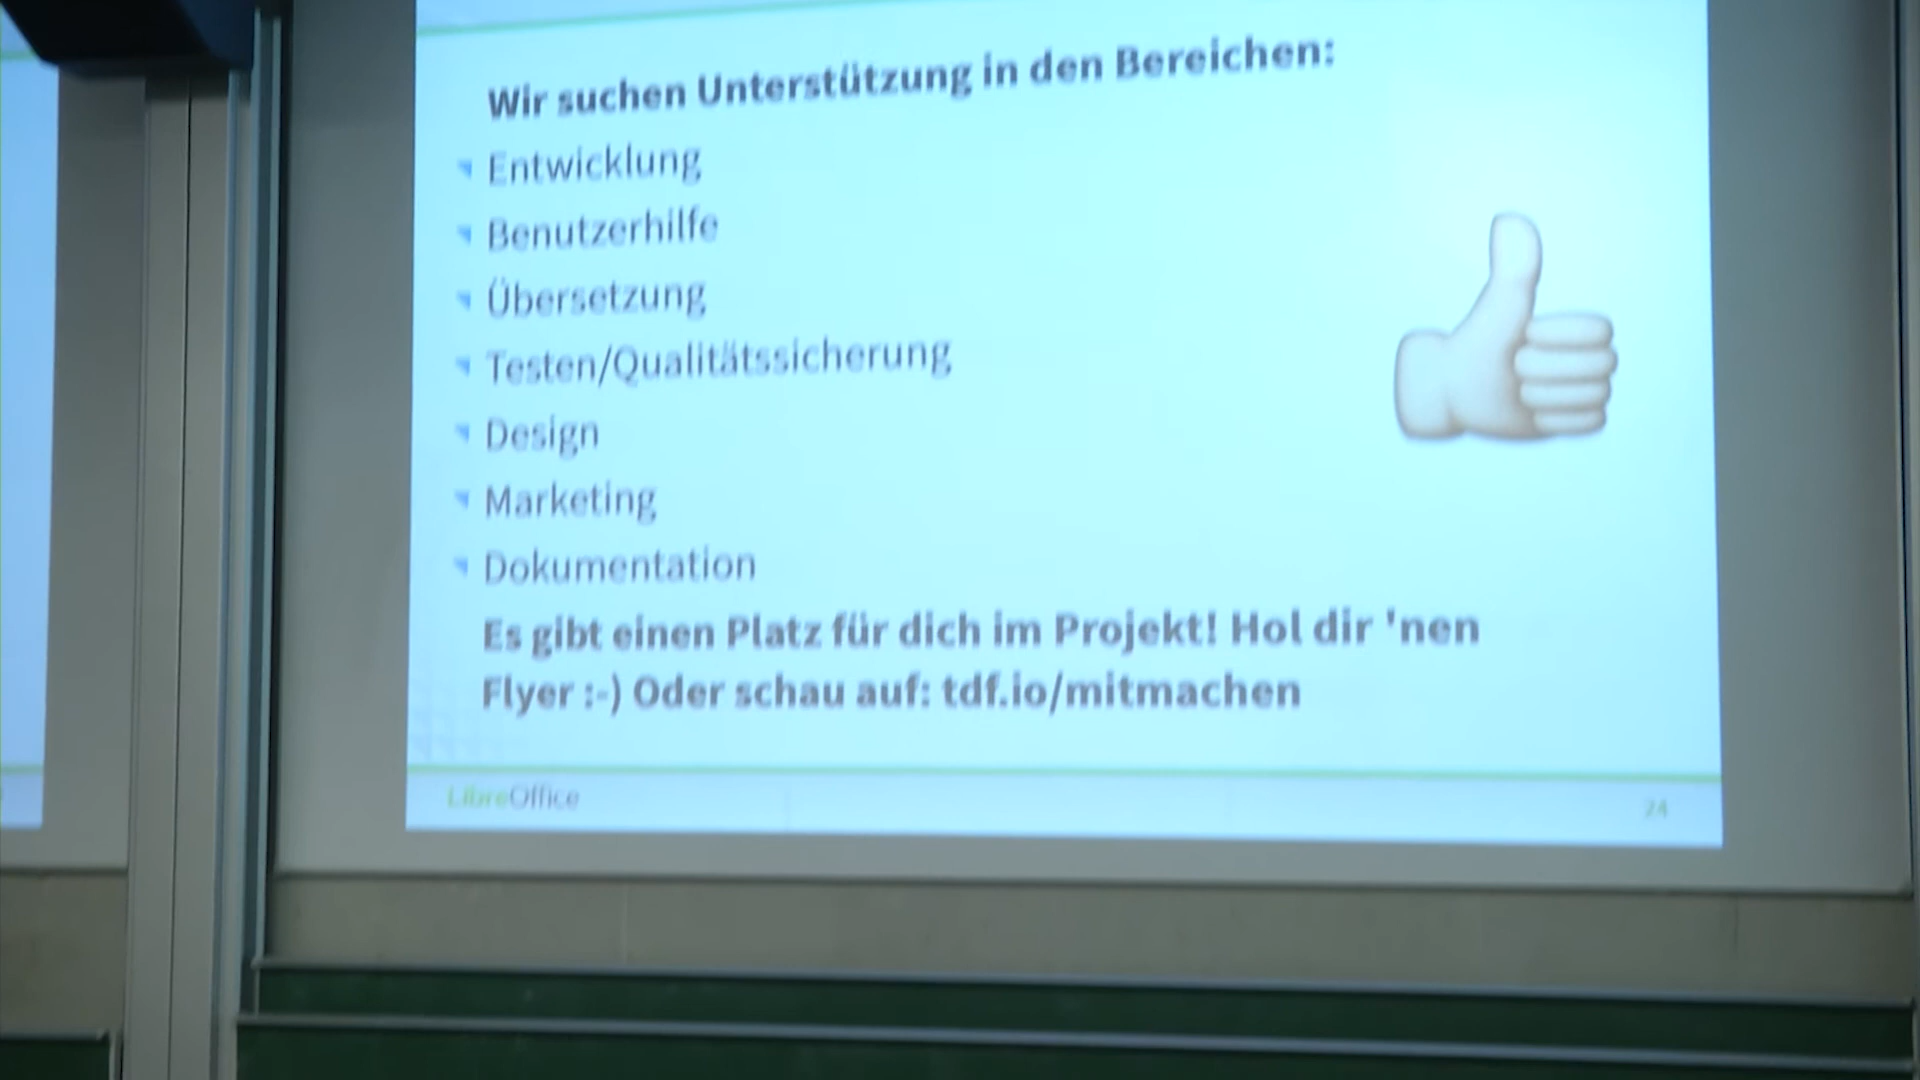 Wir suchen Unterstützung in den Bereichen:
Entwicklung
Benutzerhilfe
Übersetzung
Testen/Qualitätssicherung
Design
Marketing
Dokumentation
Es gibt einen Platz für dich im Projekt! Hol dir 'nen
Flyer :-) Oder schau auf: tdf.io/mitmachen
LibreOffice
24